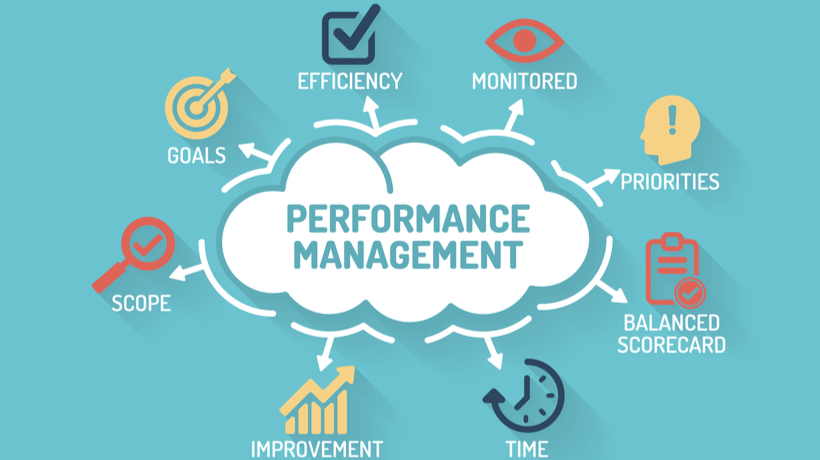 EFFICIENCY
MONITORED
GOALS
PRIORITIES
PERFORMANCE
MANAGEMENT
SCOPE
BALANCED
SCORECARD
IMPROVEMENT
TIME